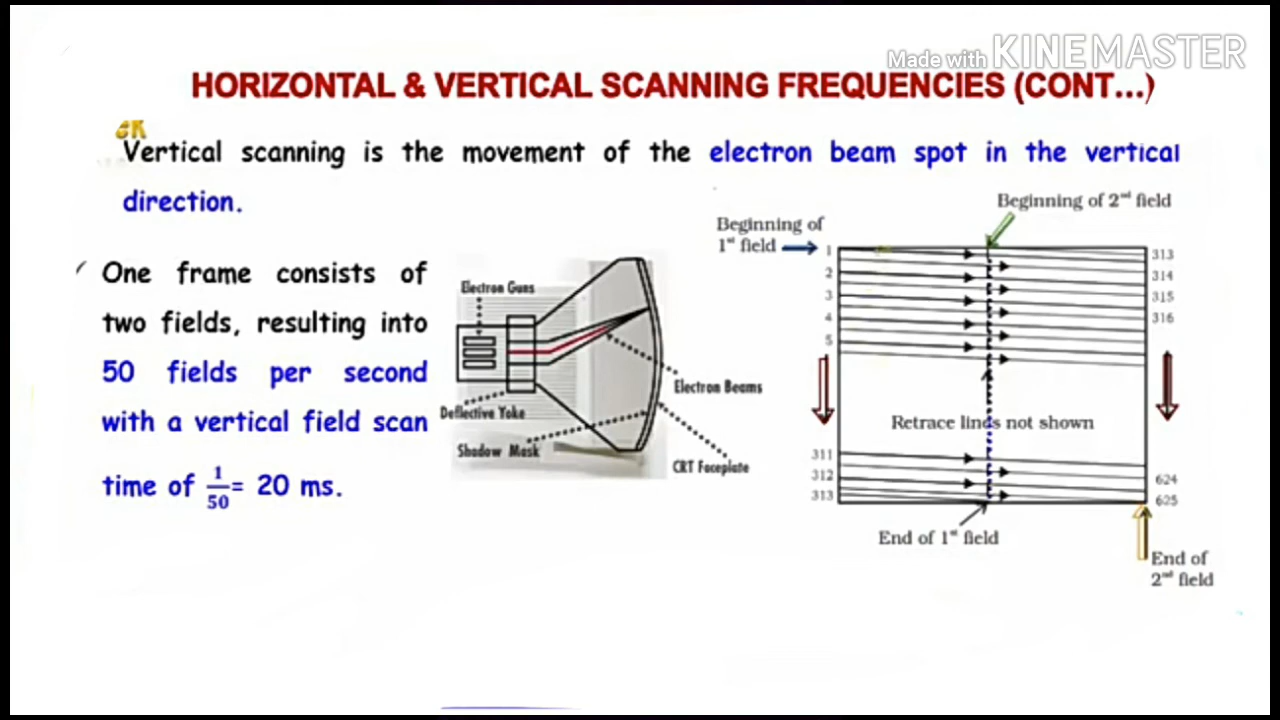 Made with KINEMASTER
HORIZONTAL & VERTICAL SCANNING FREQUENCIES (CONT...)
Vertical scanning is the movement of the electron beam spot in the vertical
direction.
One frame consists of
two fields, resulting into
50 fields per second
with a vertical field scan
time of 1/50 = 20 ms.
Electron Guns
Deflective Yoke
Shadow Mask
Electron Beams
CRT Faceplate
Beginning of 2nd field
Beginning of
1st field
1
2
3
4
5
311
312
313
313
314
315
316
624
625
Retrace lines not shown
End of 1st field
End of
2nd field